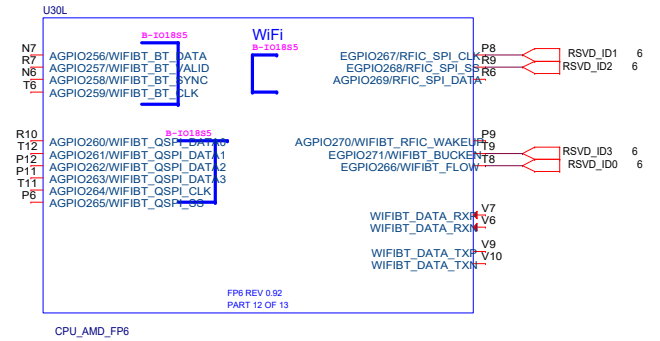 U30L
WiFi
B-IO18S5
B-IO18S5
N7 AGPIO256/WIFIBT_BT_DATA
R7 AGPIO257/WIFIBT_BT_VALID
N6 AGPIO258/WIFIBT_BT_SYNC
T6 AGPIO259/WIFIBT_BT_CLK
EGPIO267/RFIC_SPI_CLK P8 RSVD_ID1 6
EGPIO268/RFIC_SPI_SS R9 RSVD_ID2 6
AGPIO269/RFIC_SPI_DATA R6
B-IO18S5
R10 AGPIO260/WIFIBT_QSPI_DATA0
T12 AGPIO261/WIFIBT_QSPI_DATA1
P12 AGPIO262/WIFIBT_QSPI_DATA2
P11 AGPIO263/WIFIBT_QSPI_DATA3
T11 AGPIO264/WIFIBT_QSPI_CLK
P6 AGPIO265/WIFIBT_QSPI_SS
AGPIO270/WIFIBT_RFIC_WAKEUP P9
EGPIO271/WIFIBT_BUCKEN T9 RSVD_ID3 6
EGPIO266/WIFIBT_FLOW T8 RSVD_ID0 6
WIFIBT_DATA_RXP V7
WIFIBT_DATA_RXN V6
WIFIBT_DATA_TXP V9
WIFIBT_DATA_TXN V10
FP6 REV 0.92
PART 12 OF 13
CPU_AMD_FP6